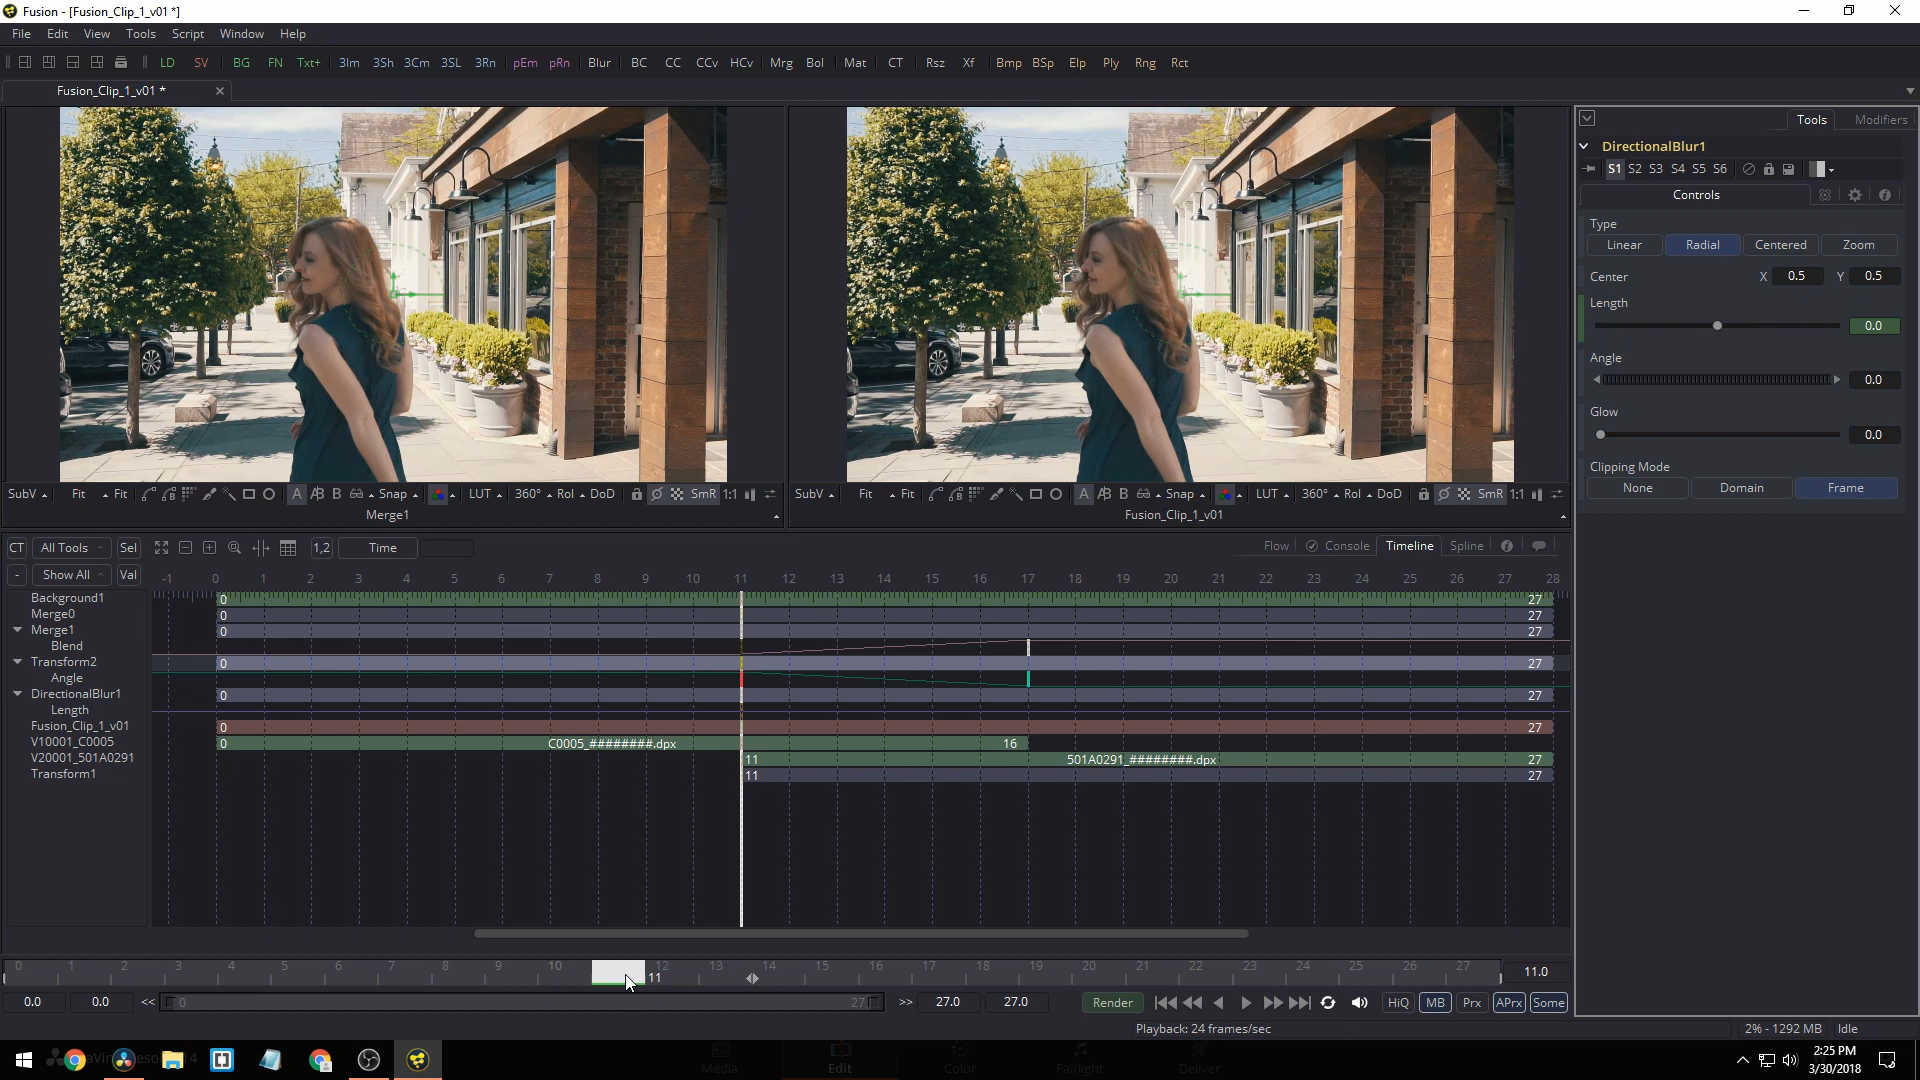 Fusion - [Fusion_Clip_1_v01 *]
File Edit View Tools Script Window Help
LD SV BG FN Txt+ 3Im 3Sh 3Cm 3SL 3Rn pEm pRn Blur BC CC CCv HCv Mrg Bol Mat CT Rsz Xf Bmp BSp Elp Ply Rng Rct
Fusion_Clip_1_v01 *
Tools Modifiers
DirectionalBlur1
S1 S2 S3 S4 S5 S6
Controls
Type
Linear Radial Centered Zoom
Center X 0.5 Y 0.5
Length
0.0
Angle
0.0
Glow
0.0
Clipping Mode
None Domain Frame
SubV Fit Fit A B Snap LUT 360° RoI DoD SmR 1:1
SubV Fit Fit A B Snap LUT 360° RoI DoD SmR 1:1
Merge1 Fusion_Clip_1_v01
CT All Tools Sel 1,2 Time Flow Console Timeline Spline
- Show All Val -1 0 1 2 3 4 5 6 7 8 9 10 11 12 13 14 15 16 17 18 19 20 21 22 23 24 25 26 27 28
Background1 0 27
Merge0 0 27
Merge1 0 27
Blend
Transform2 0 27
Angle
DirectionalBlur1 0 27
Length
Fusion_Clip_1_v01 0 27
V10001_C0005 0 C0005_########.dpx 16
V20001_501A0291 11 501A0291_########.dpx 27
Transform1 11 27
0 1 2 3 4 5 6 7 8 9 10 11 12 13 14 15 16 17 18 19 20 21 22 23 24 25 26 27 11.0
0.0 0.0 << 0 27 >> 27.0 27.0 Render HiQ MB Prx APrx Some
Playback: 24 frames/sec 2% - 1292 MB Idle
Media Edit Color Fairlight Deliver
2:25 PM
3/30/2018